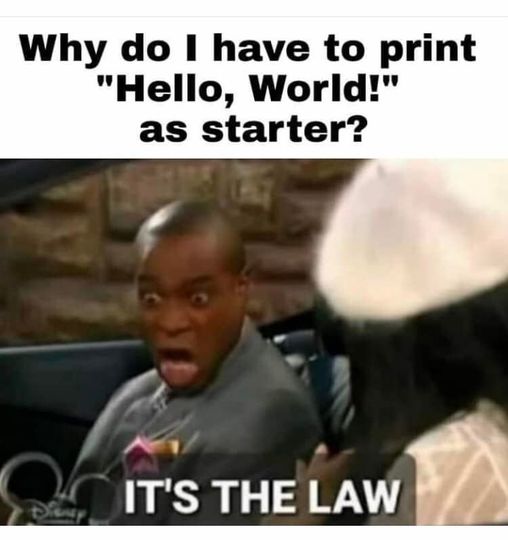 Why do I have to print
"Hello, World!"
as starter?
IT'S THE LAW
Disney